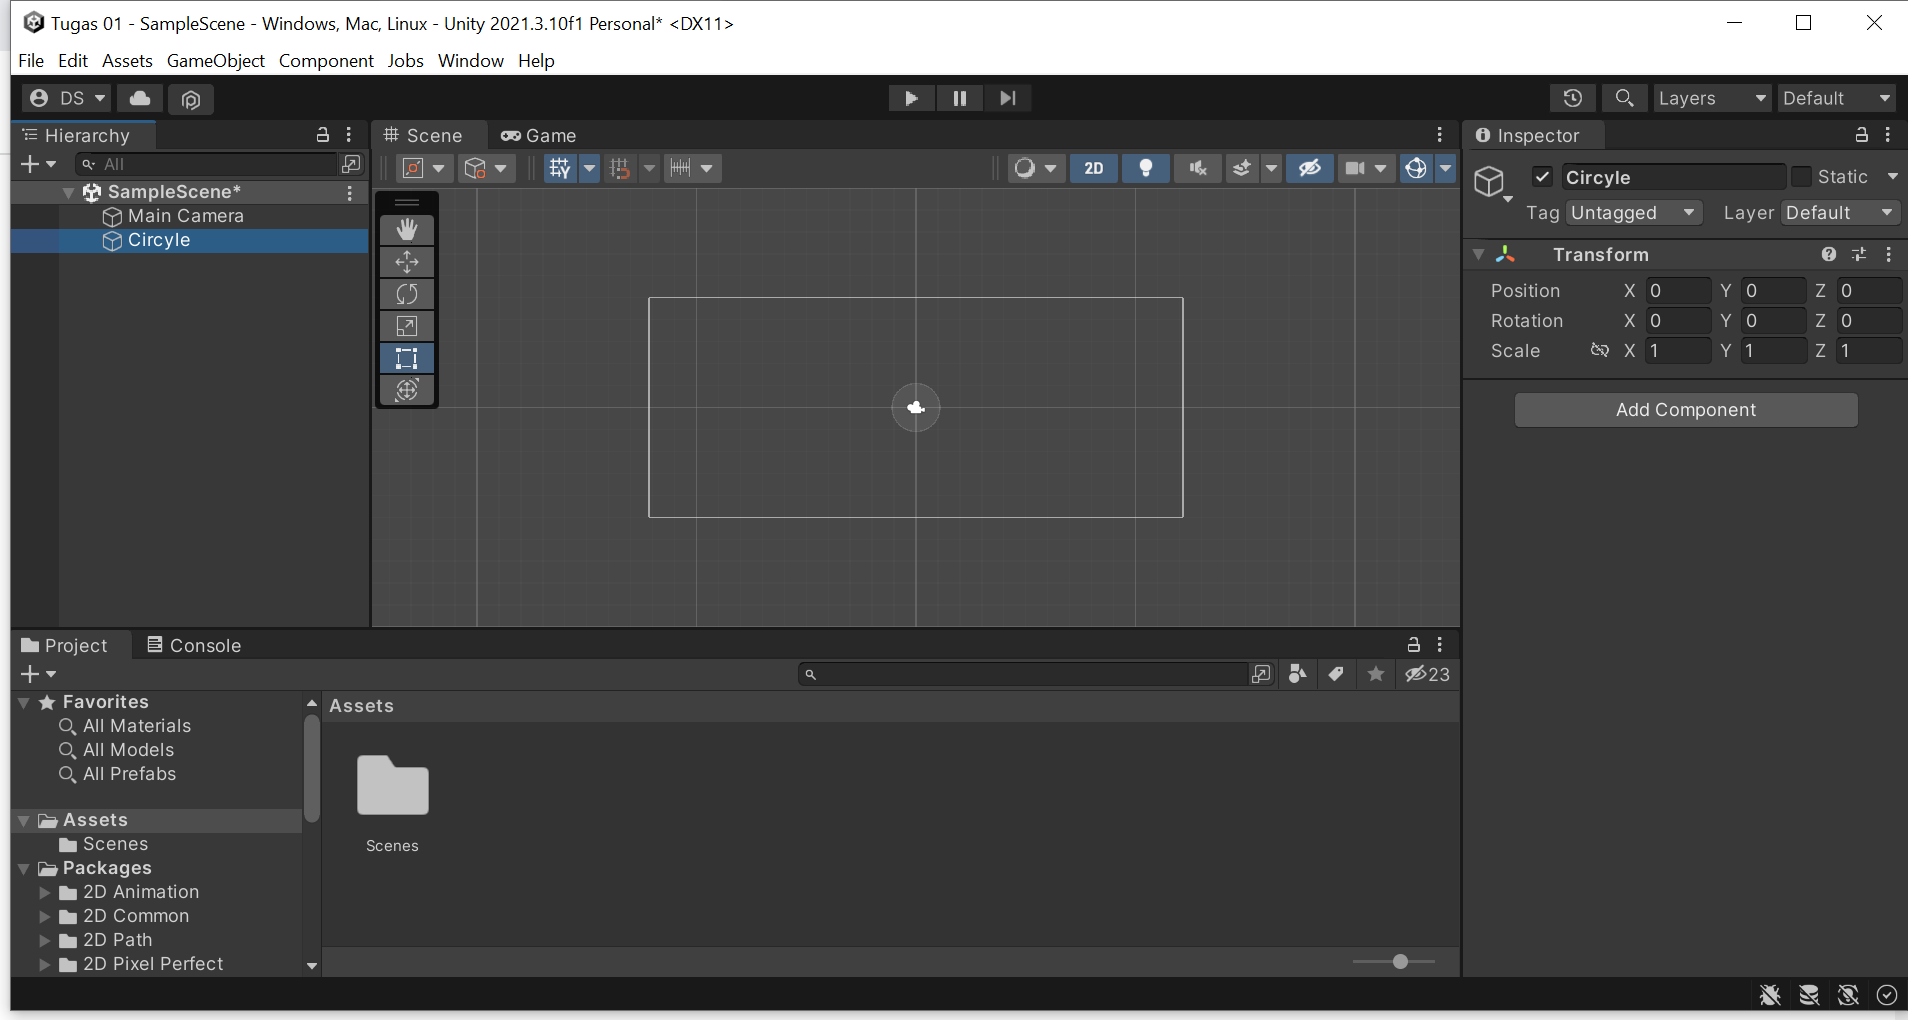 Tugas 01 - SampleScene - Windows, Mac, Linux - Unity 2021.3.10f1 Personal* <DX11>
File Edit Assets GameObject Component Jobs Window Help
DS
Layers Default
Hierarchy
All
SampleScene*
Main Camera
Circyle
Scene Game
2D
Inspector
Circyle Static
Tag Untagged Layer Default
Transform
Position X 0 Y 0 Z 0
Rotation X 0 Y 0 Z 0
Scale X 1 Y 1 Z 1
Add Component
Project Console
23
Favorites
All Materials
All Models
All Prefabs
Assets
Scenes
Packages
2D Animation
2D Common
2D Path
2D Pixel Perfect
Assets
Scenes